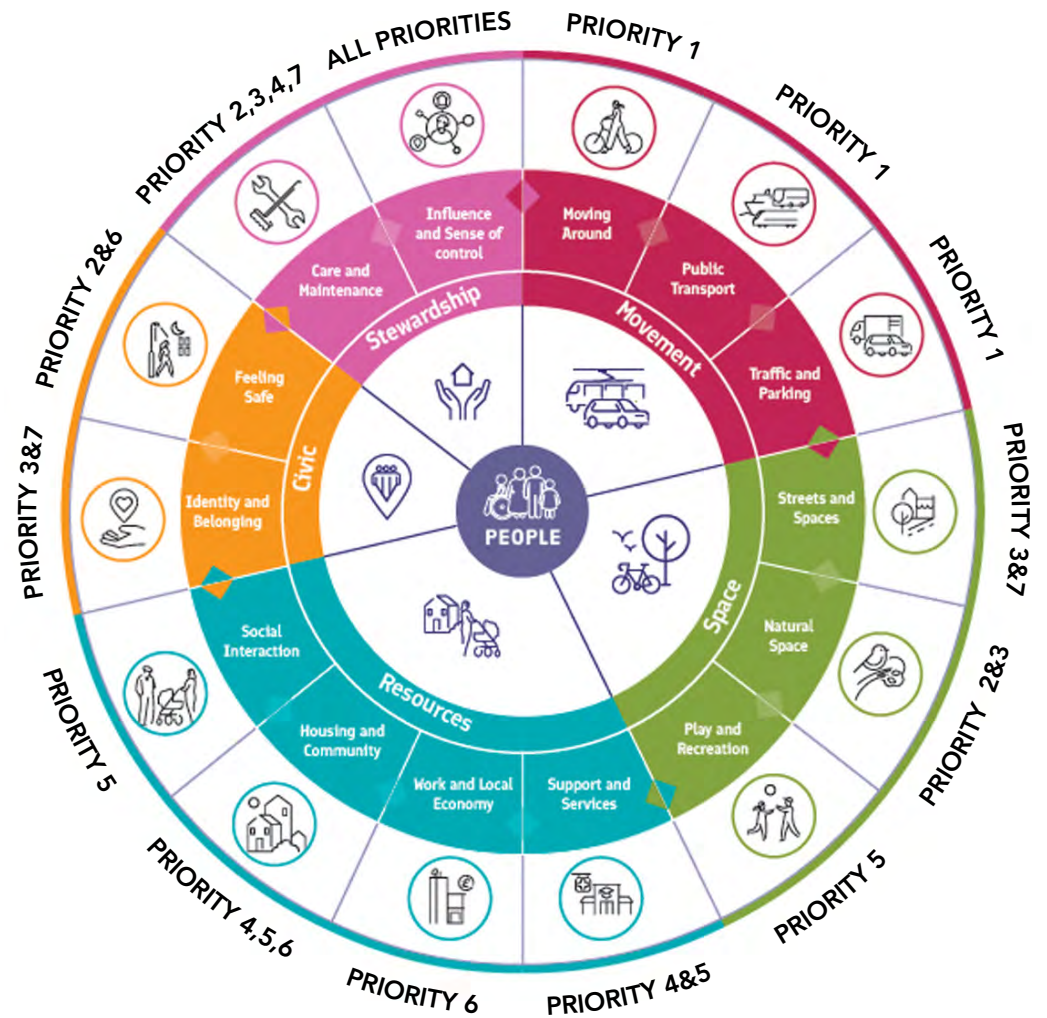 ALL PRIORITIES
PRIORITY 1
PRIORITY 1
PRIORITY 1
PRIORITY 3&7
PRIORITY 2&3
PRIORITY 5
PRIORITY 4&5
PRIORITY 6
PRIORITY 4,5,6
PRIORITY 5
PRIORITY 3&7
PRIORITY 2&6
PRIORITY 2,3,4,7
Influence
and Sense of
control
Moving
Around
Public
Transport
Traffic and
Parking
Streets and
Spaces
Natural
Space
Play and
Recreation
Support and
Services
Work and Local
Economy
Housing and
Community
Social
Interaction
Identity and
Belonging
Feeling
Safe
Care and
Maintenance
Stewardship
Movement
Space
Resources
Civic
PEOPLE
£